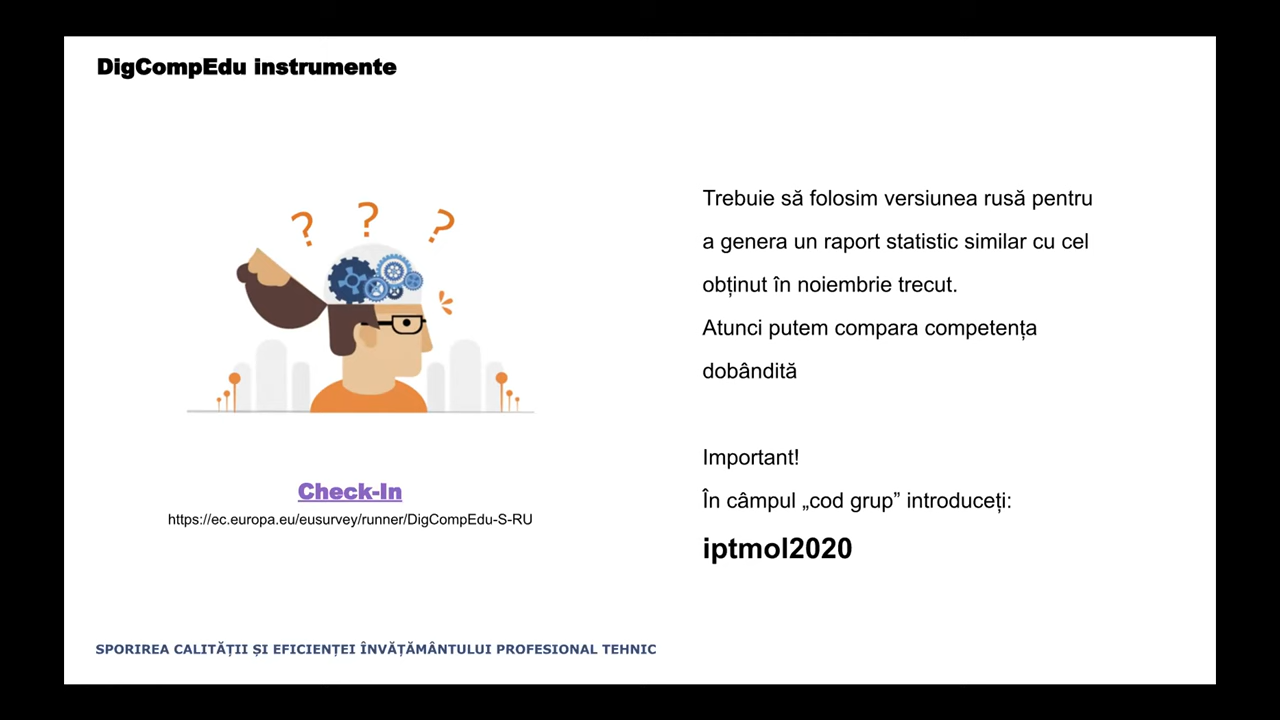 DigCompEdu instrumente
? ? ?
Check-In
https://ec.europa.eu/eusurvey/runner/DigCompEdu-S-RU
Trebuie să folosim versiunea rusă pentru
a genera un raport statistic similar cu cel
obținut în noiembrie trecut.
Atunci putem compara competența
dobândită
Important!
În câmpul „cod grup” introduceți:
iptmol2020
SPORIREA CALITĂȚII ȘI EFICIENȚEI ÎNVĂȚĂMÂNTULUI PROFESIONAL TEHNIC